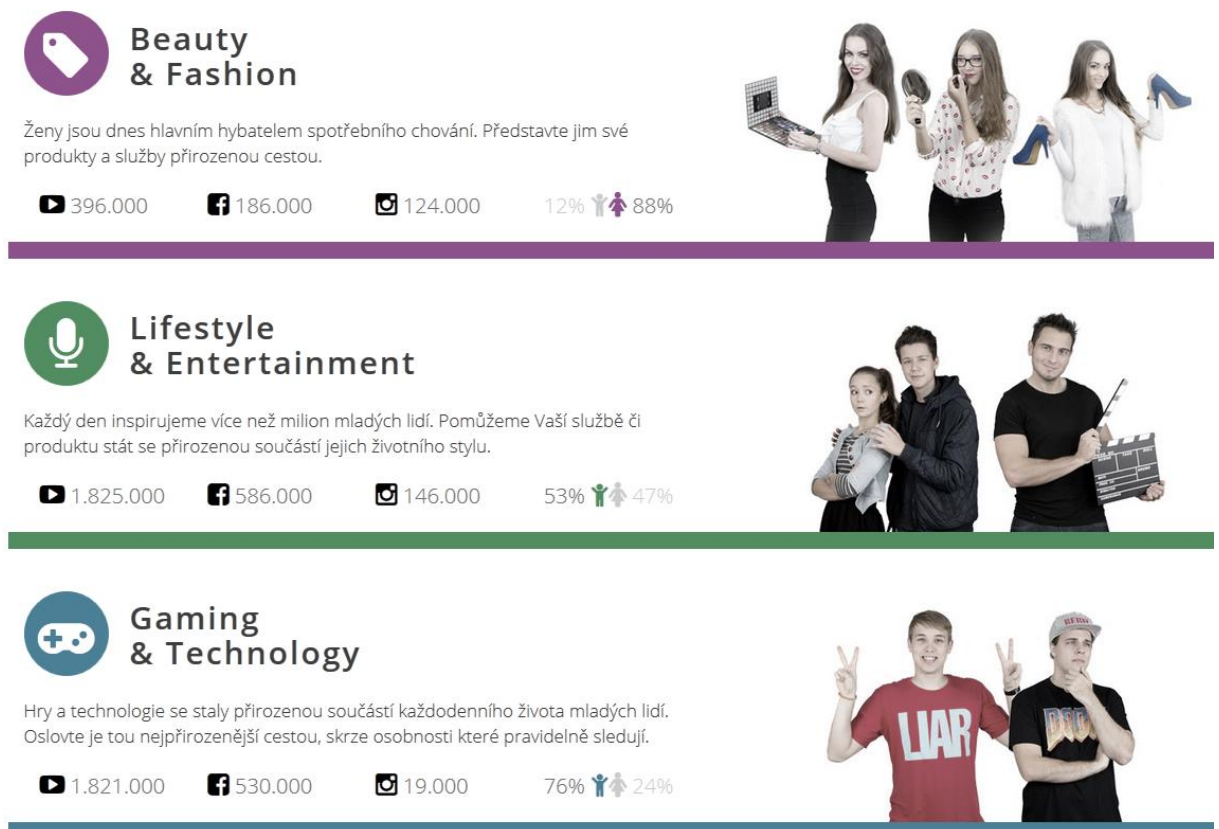 Beauty
& Fashion
Ženy jsou dnes hlavním hybatelem spotřebního chování. Představte jim své
produkty a služby přirozenou cestou.
396.000 186.000 124.000 12% 88%
Lifestyle
& Entertainment
Každý den inspirujeme více než milion mladých lidí. Pomůžeme Vaší službě či
produktu stát se přirozenou součástí jejich životního stylu.
1.825.000 586.000 146.000 53% 47%
Gaming
& Technology
Hry a technologie se staly přirozenou součástí každodenního života mladých lidí.
Oslovte je tou nejpřirozenější cestou, skrze osobnosti které pravidelně sledují.
1.821.000 530.000 19.000 76% 24%
LIAR